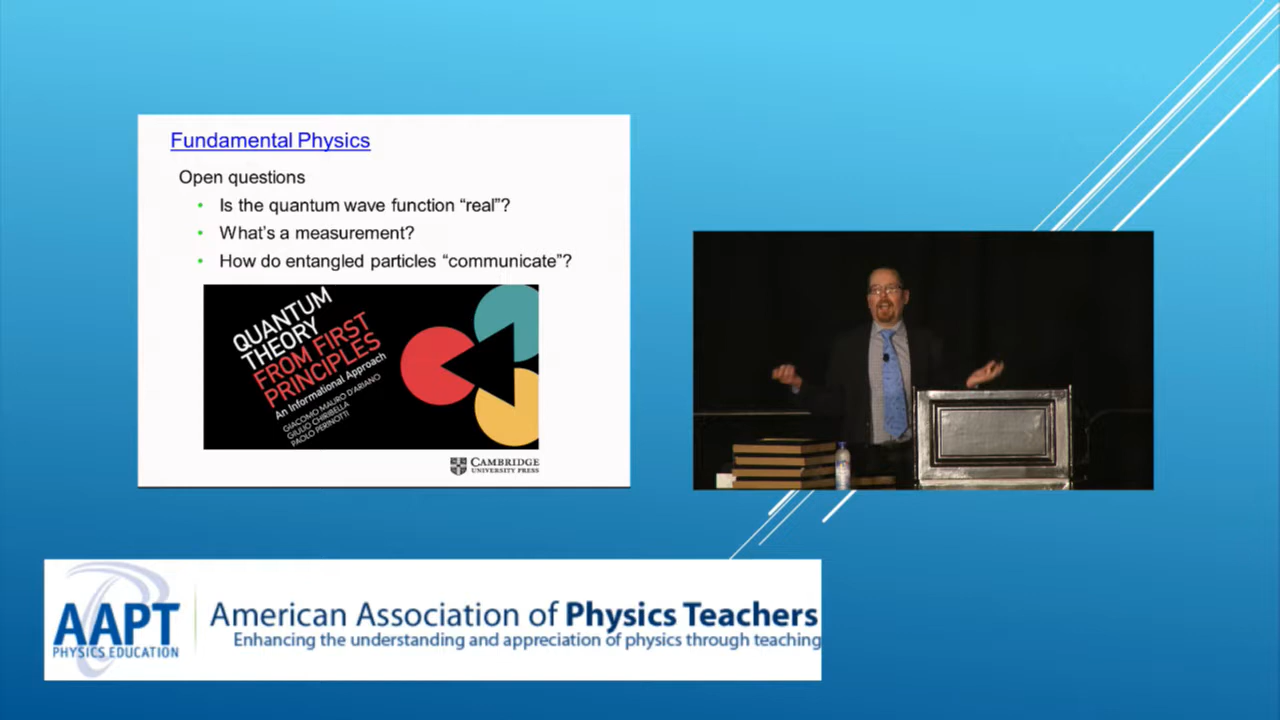 Fundamental Physics
Open questions
• Is the quantum wave function “real”?
• What’s a measurement?
• How do entangled particles “communicate”?
QUANTUM
THEORY
FROM FIRST
PRINCIPLES
An Informational Approach
GIACOMO MAURO D'ARIANO
GIULIO CHIRIBELLA
PAOLO PERINOTTI
CAMBRIDGE
UNIVERSITY PRESS
AAPT
PHYSICS EDUCATION
American Association of Physics Teachers
Enhancing the understanding and appreciation of physics through teaching